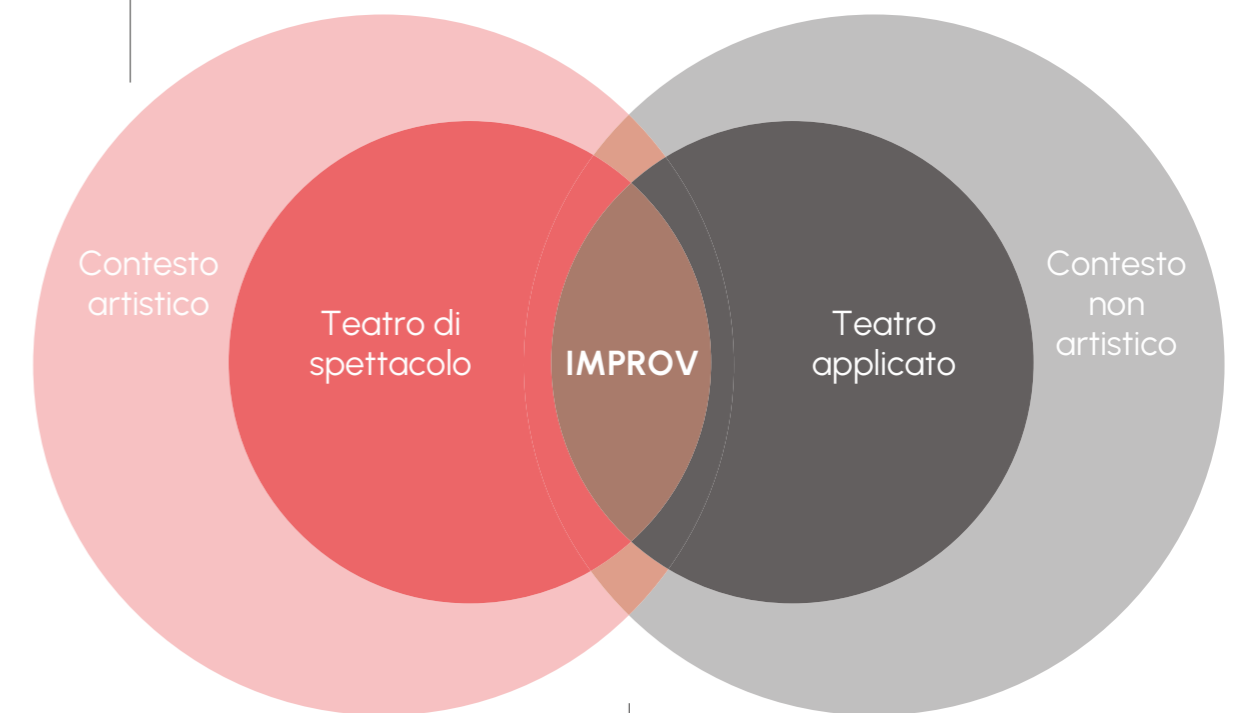 Contesto
artistico
Teatro di
spettacolo
IMPROV
Teatro
applicato
Contesto
non
artistico